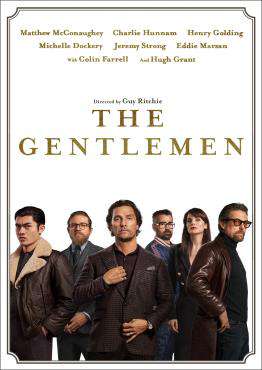 Matthew McConaughey Charlie Hunnam Henry Golding
Michelle Dockery Jeremy Strong Eddie Marsan
with Colin Farrell And Hugh Grant
Directed by Guy Ritchie
THE
GENTLEMEN